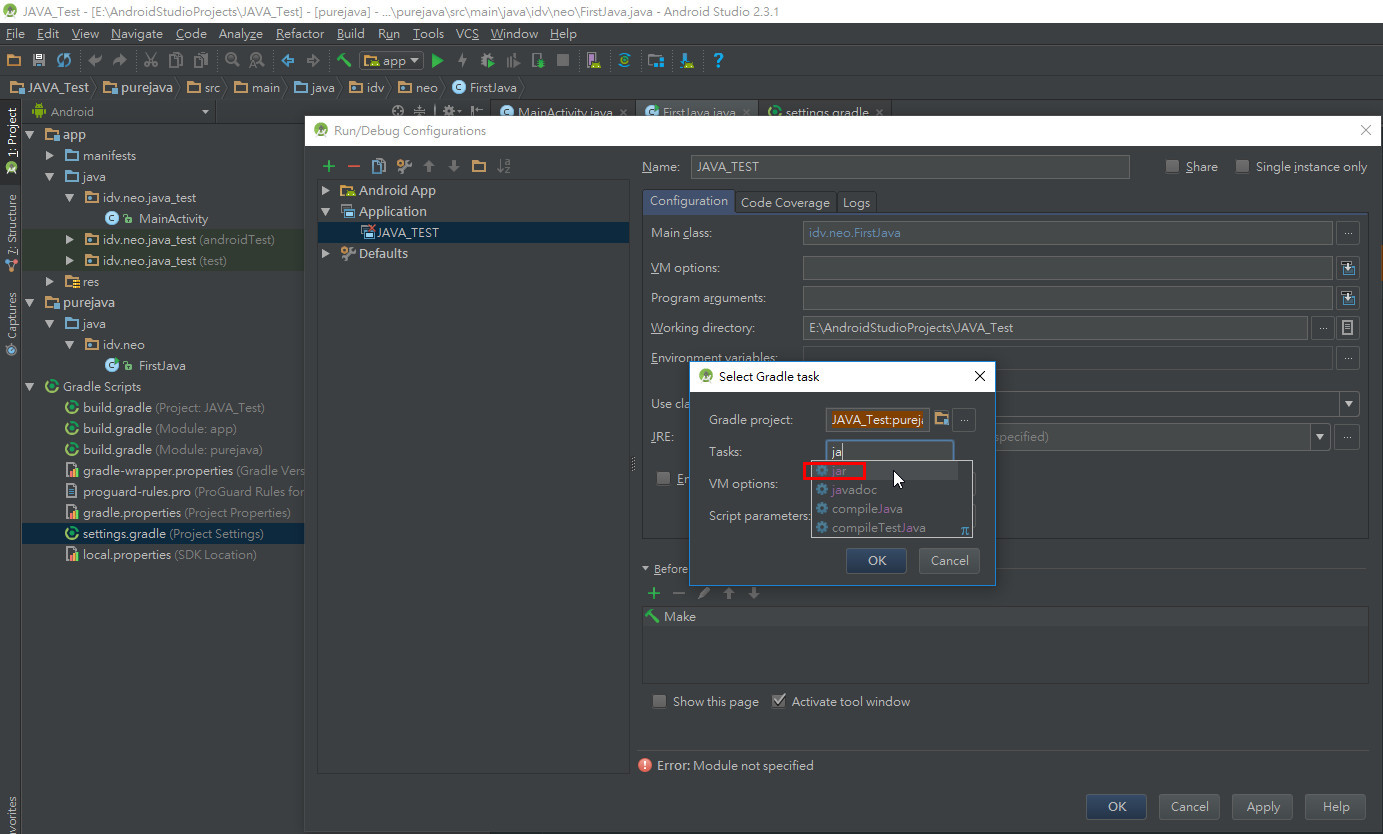 JAVA_Test - [E:\AndroidStudioProjects\JAVA_Test] - [purejava] - ...\purejava\src\main\java\idv\neo\FirstJava.java - Android Studio 2.3.1
File Edit View Navigate Code Analyze Refactor Build Run Tools VCS Window Help
app
JAVA_Test purejava src main java idv neo FirstJava
Android
MainActivity.java FirstJava.java settings.gradle
1: Project
Z: Structure
Captures
app
manifests
java
idv.neo.java_test
MainActivity
idv.neo.java_test (androidTest)
idv.neo.java_test (test)
res
purejava
java
idv.neo
FirstJava
Gradle Scripts
build.gradle (Project: JAVA_Test)
build.gradle (Module: app)
build.gradle (Module: purejava)
gradle-wrapper.properties (Gradle Vers
proguard-rules.pro (ProGuard Rules for
gradle.properties (Project Properties)
settings.gradle (Project Settings)
local.properties (SDK Location)
Run/Debug Configurations
Android App
Application
JAVA_TEST
Defaults
Name: JAVA_TEST Share Single instance only
Configuration Code Coverage Logs
Main class: idv.neo.FirstJava ...
VM options:
Program arguments:
Working directory: E:\AndroidStudioProjects\JAVA_Test ...
Environment variables: ...
Use cla
JRE: specified) ...
En
Select Gradle task
Gradle project: JAVA_Test:pureja ...
Tasks: ja
jar
javadoc
compileJava
compileTestJava π
VM options:
Script parameters:
OK Cancel
Before
Make
Show this page Activate tool window
Error: Module not specified
OK Cancel Apply Help
vorites